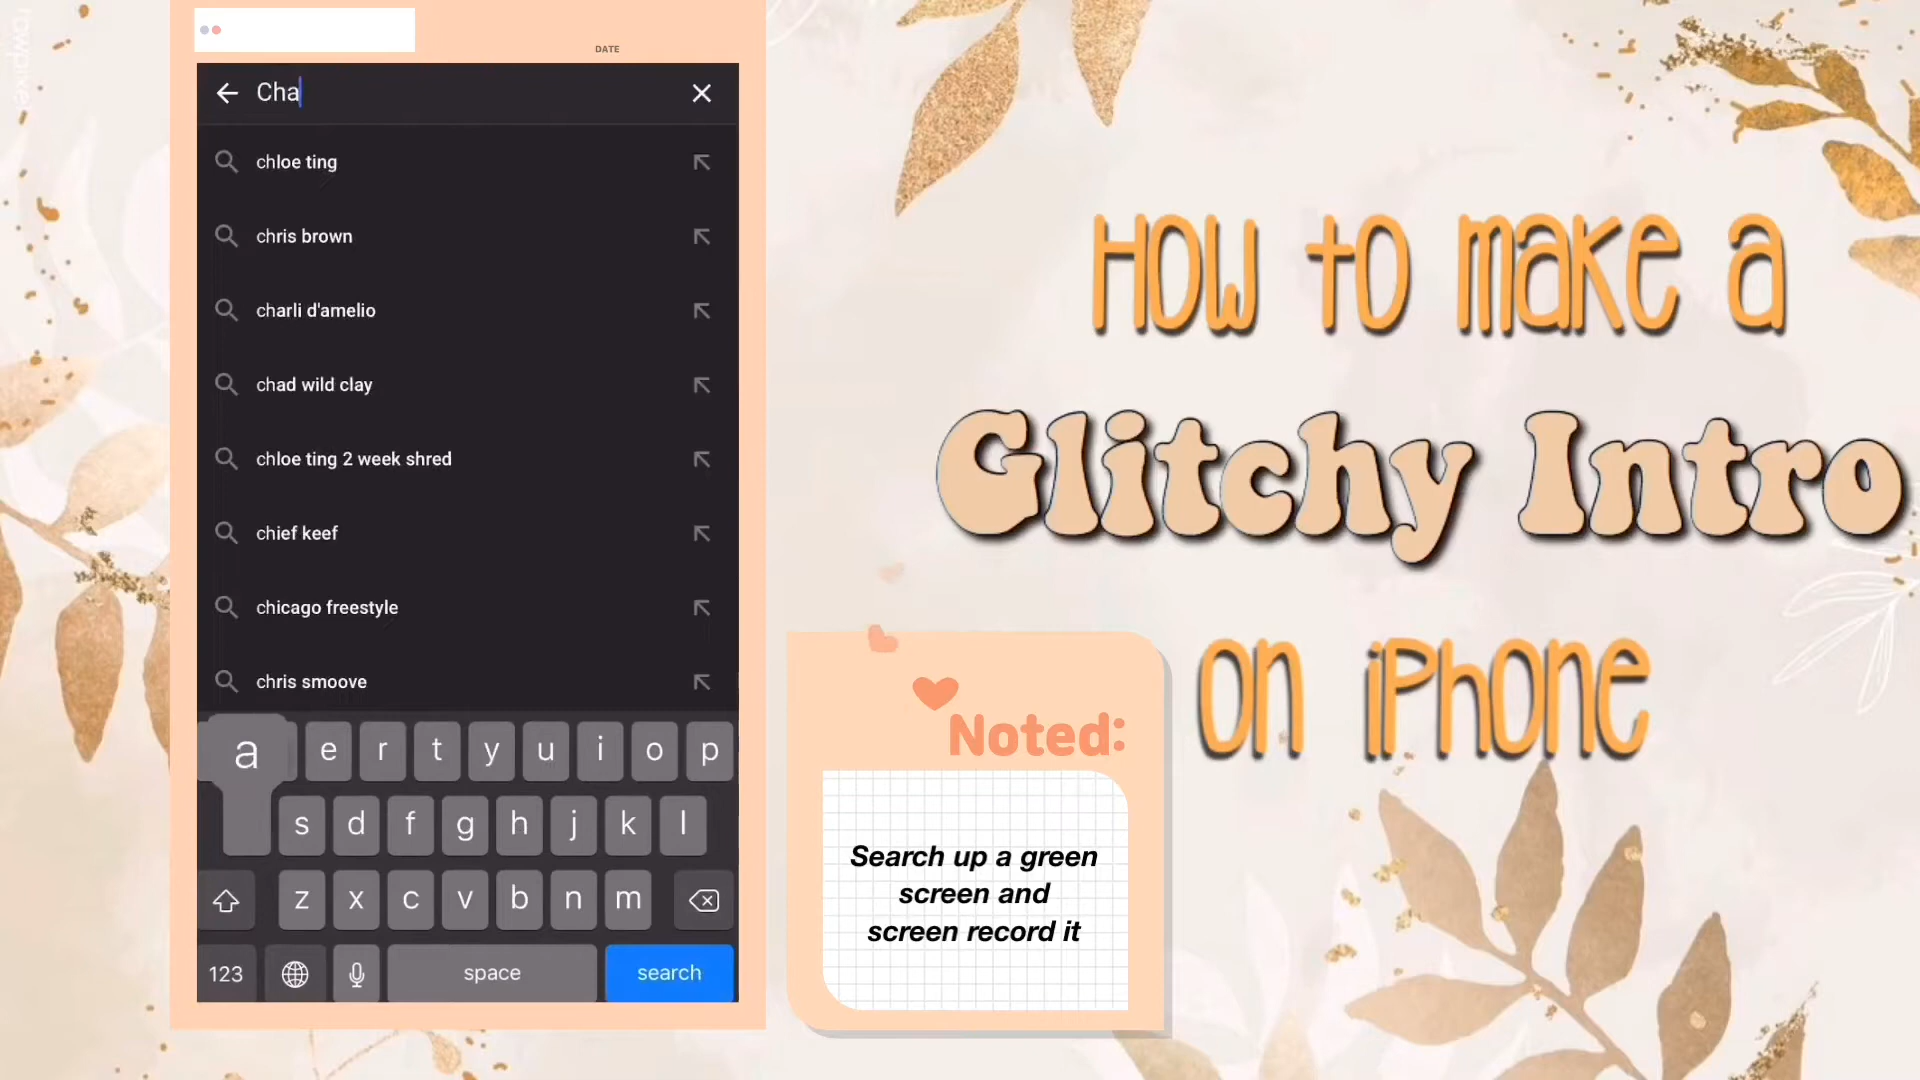 DATE
Cha
chloe ting
chris brown
charli d'amelio
chad wild clay
chloe ting 2 week shred
chief keef
chicago freestyle
chris smoove
a e r t y u i o p
s d f g h j k l
z x c v b n m
123 space search
How to make a
Glitchy Intro
on iPhone
Noted:
Search up a green
screen and
screen record it
rawpixel